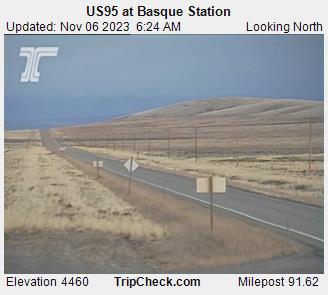 US95 at Basque Station
Updated: Nov 06 2023 6:24 AM Looking North
Elevation 4460 TripCheck.com Milepost 91.62